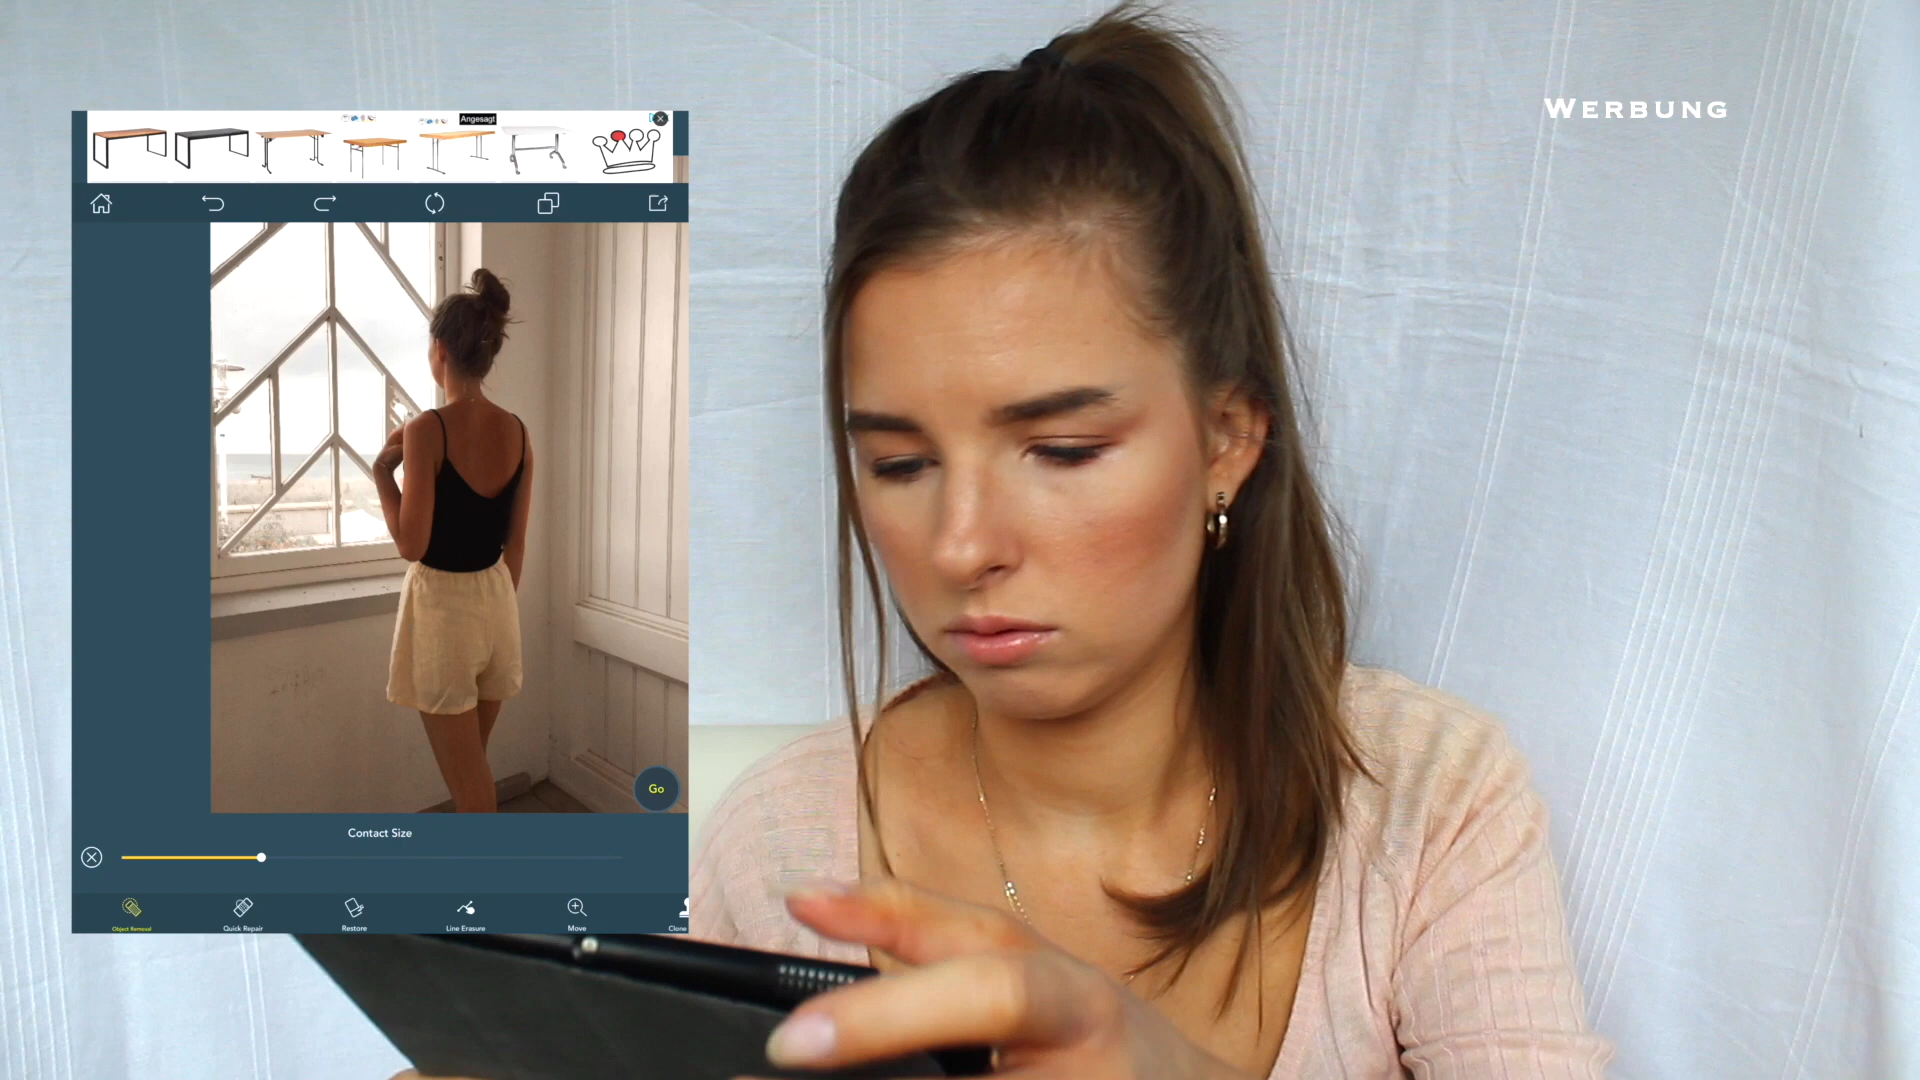 WERBUNG
Angesagt
Go
Contact Size
Object Removal
Quick Repair
Restore
Line Erasure
Move
Clone